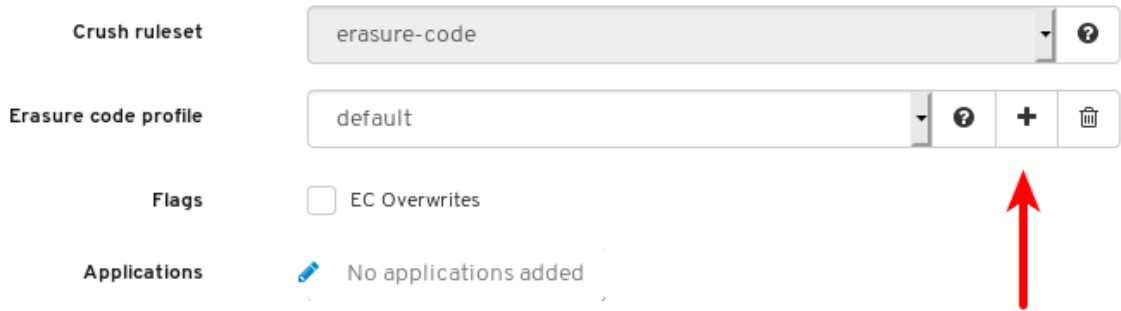 Crush ruleset erasure-code
Erasure code profile default
Flags EC Overwrites
Applications No applications added